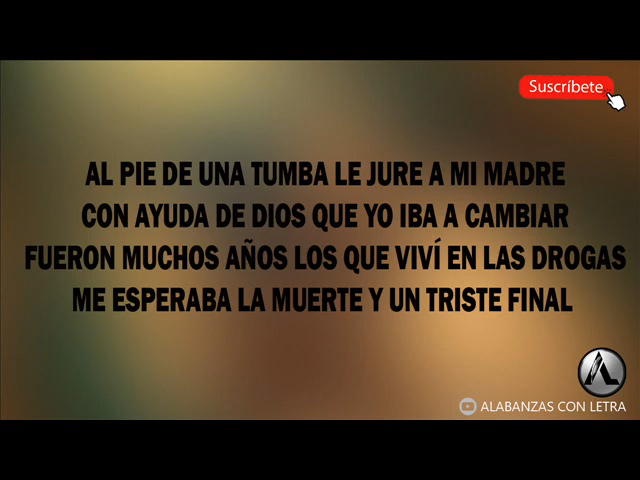 Suscríbete
AL PIE DE UNA TUMBA LE JURE A MI MADRE
CON AYUDA DE DIOS QUE YO IBA A CAMBIAR
FUERON MUCHOS AÑOS LOS QUE VIVÍ EN LAS DROGAS
ME ESPERABA LA MUERTE Y UN TRISTE FINAL
ALABANZAS CON LETRA